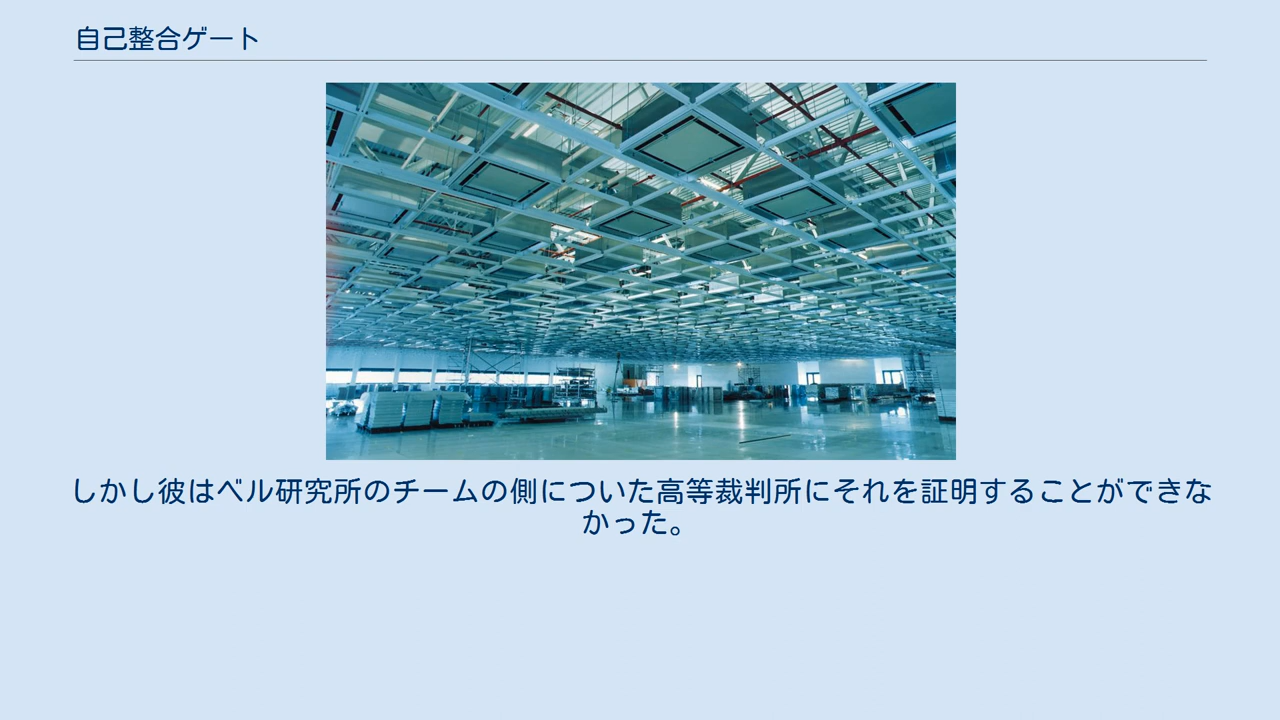 自己整合ゲート
しかし彼はベル研究所のチームの側についた高等裁判所にそれを証明することができな
かった。